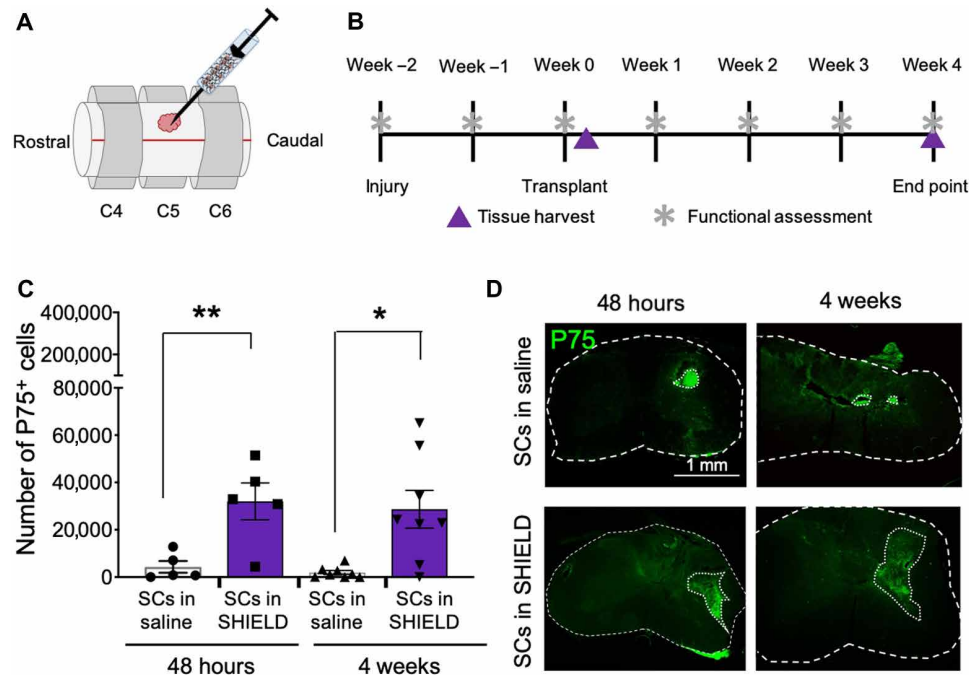 A
Rostral
Caudal
C4 C5 C6
B
Week –2 Week –1 Week 0 Week 1 Week 2 Week 3 Week 4
Injury Transplant End point
Tissue harvest Functional assessment
C
Number of P75+ cells
400,000
200,000
80,000
60,000
40,000
20,000
0
** *
SCs in saline
SCs in SHIELD
SCs in saline
SCs in SHIELD
48 hours 4 weeks
D
48 hours 4 weeks
P75
SCs in saline
1 mm
SCs in SHIELD